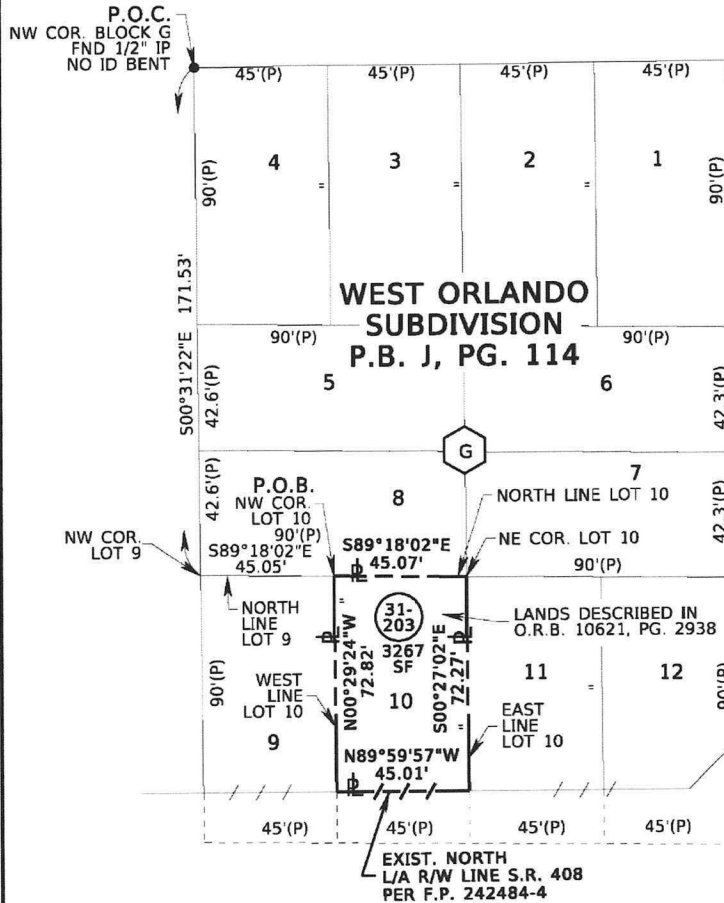 P.O.C.
NW COR. BLOCK G
FND 1/2" IP
NO ID BENT
45'(P)
45'(P)
45'(P)
45'(P)
4
3
2
1
90'(P)
=
=
=
90'(P)
S00°31'22"E 171.53'
WEST ORLANDO
SUBDIVISION
P.B. J, PG. 114
90'(P)
90'(P)
5
6
42.6'(P)
42.3'(P)
G
42.6'(P)
P.O.B.
NW COR.
LOT 10
90'(P)
8
7
42.3'(P)
NORTH LINE LOT 10
NW COR.
LOT 9
S89°18'02"E
45.05'
S89°18'02"E
45.07'
NE COR. LOT 10
90'(P)
PL
NORTH
LINE
LOT 9
=
31-
203
3267
SF
10
LANDS DESCRIBED IN
O.R.B. 10621, PG. 2938
PL
PL
N00°29'24"W
72.82'
S00°27'02"E
72.27'
90'(P)
WEST
LINE
LOT 10
9
11
=
12
90'(P)
=
EAST
LINE
LOT 10
N89°59'57"W
45.01'
PL
45'(P)
45'(P)
45'(P)
45'(P)
EXIST. NORTH
L/A R/W LINE S.R. 408
PER F.P. 242484-4